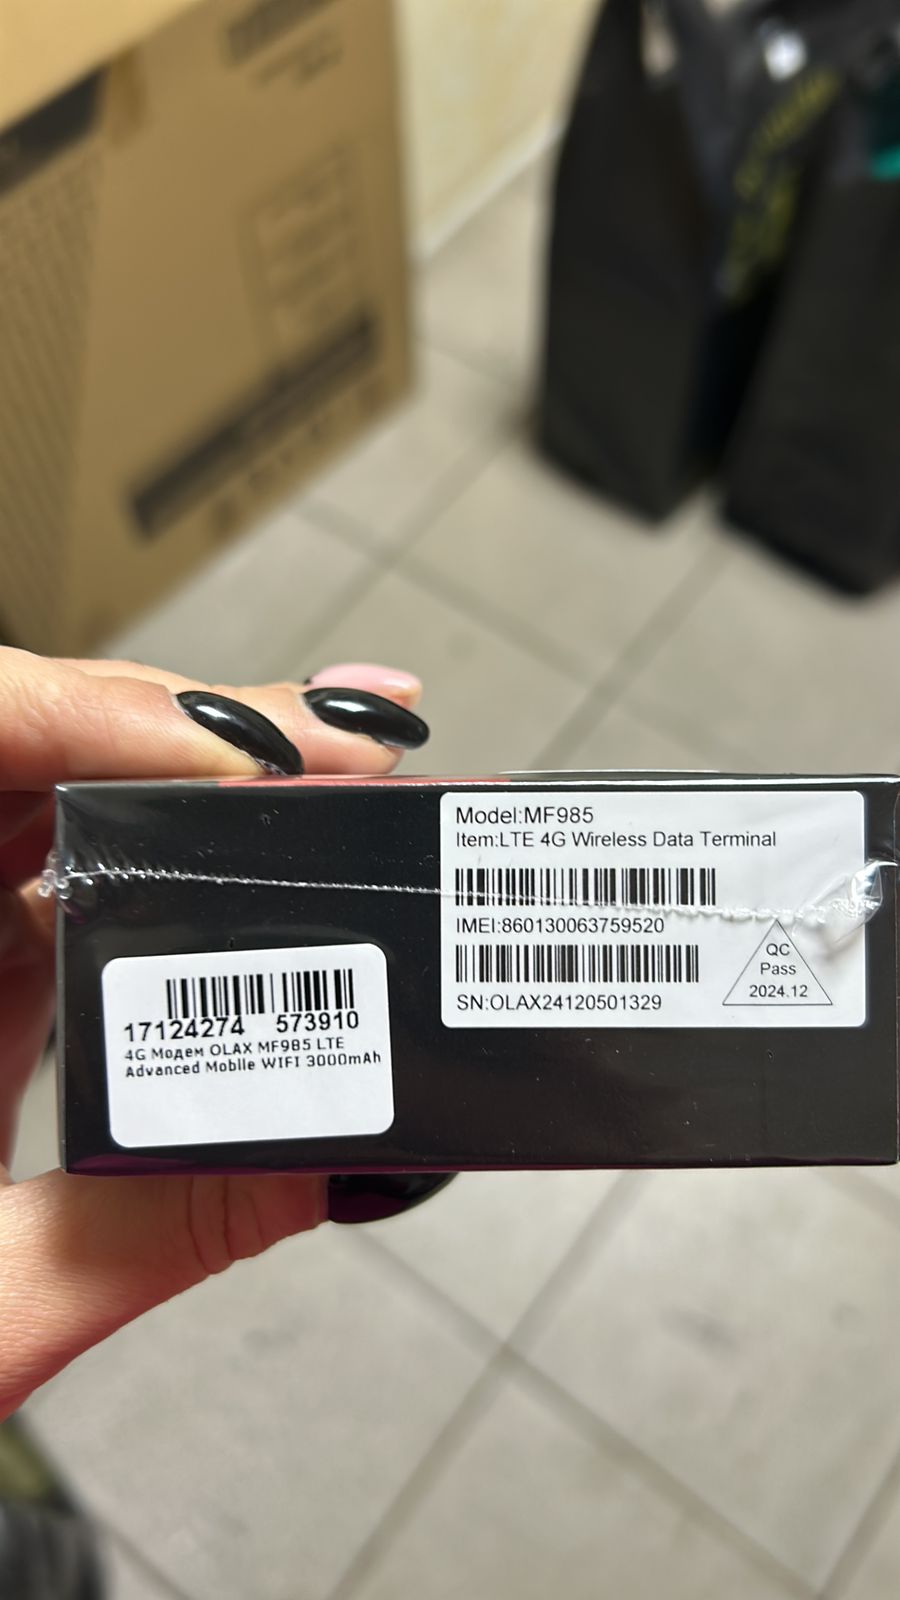 Model:MF985
Item:LTE 4G Wireless Data Terminal
IMEI:860130063759520
SN:OLAX24120501329
QC
Pass
2024.12
17124274 573910
4G Модем OLAX MF985 LTE
Advanced Mobile WIFI 3000mAh